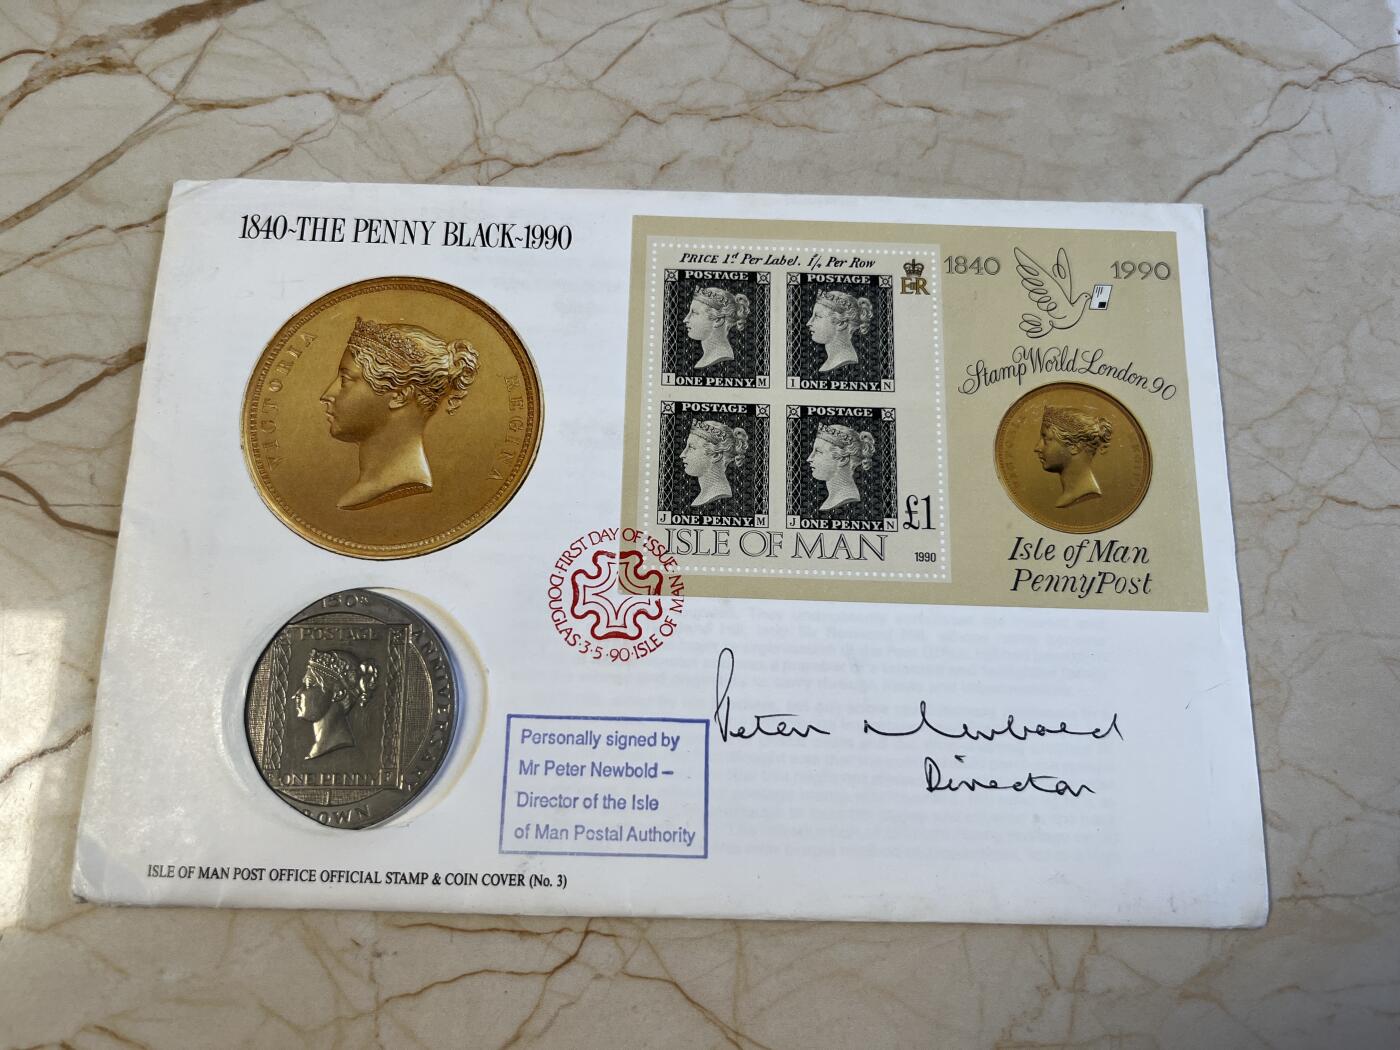 1840~THE PENNY BLACK~1990
VICTORIA REGINA
PRICE 1d Per Label. 1/- Per Row
ER
POSTAGE
I ONE PENNY. M
POSTAGE
I ONE PENNY. N
POSTAGE
J ONE PENNY. M
POSTAGE
J ONE PENNY. N
£1
ISLE OF MAN
1990
1840 1990
Stamp World London 90
Isle of Man
Penny Post
FIRST DAY OF ISSUE
DOUGLAS·3·5·90·ISLE OF MAN
150th ANNIVERSARY
POSTAGE
ONE PENNY
CROWN
Peter Newbold
Director
Personally signed by
Mr Peter Newbold –
Director of the Isle
of Man Postal Authority
ISLE OF MAN POST OFFICE OFFICIAL STAMP & COIN COVER (No. 3)